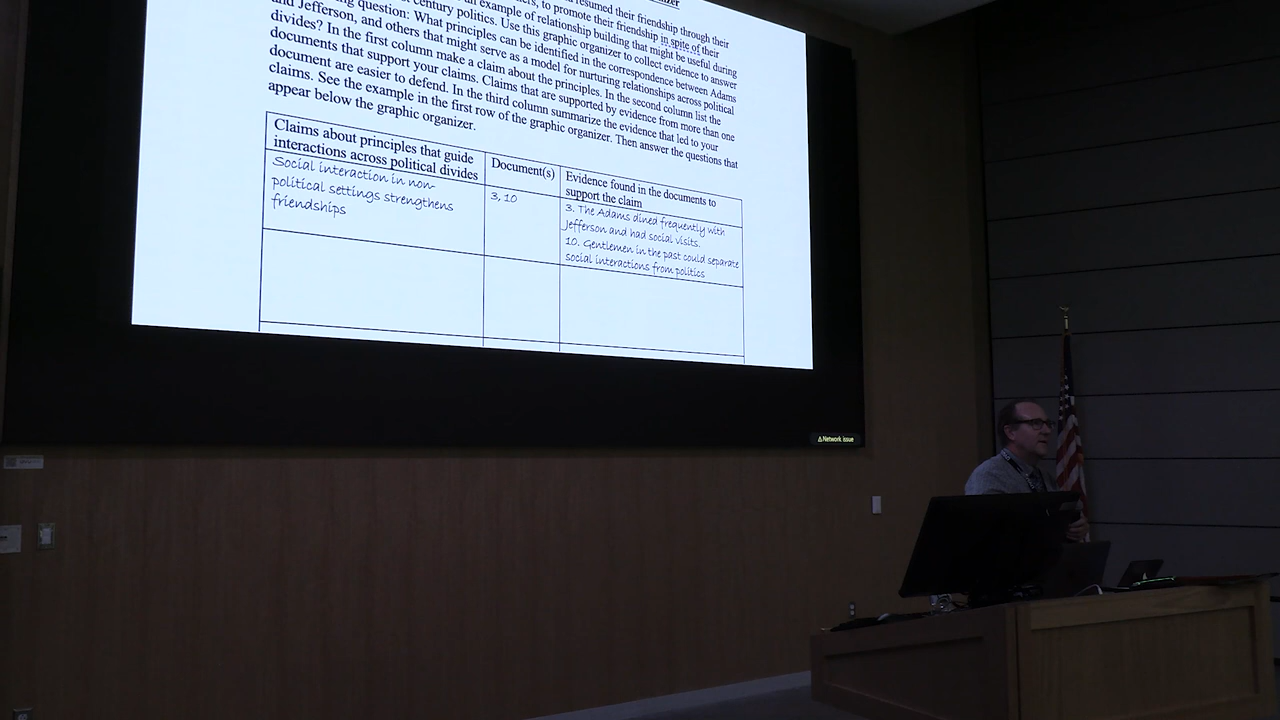 resumed their friendship through their
to promote their friendship in spite of their
an example of relationship building that might be useful during
century politics. Use this graphic organizer to collect evidence to answer
question: What principles can be identified in the correspondence between Adams
and Jefferson, and others that might serve as a model for nurturing relationships across political
divides? In the first column make a claim about the principles. In the second column list the
documents that support your claims. Claims that are supported by evidence from more than one
document are easier to defend. In the third column summarize the evidence that led to your
claims. See the example in the first row of the graphic organizer. Then answer the questions that
appear below the graphic organizer.
Claims about principles that guide
interactions across political divides
Document(s)
Evidence found in the documents to
support the claim
Social interaction in non-
political settings strengthens
friendships
3, 10
3. The Adams dined frequently with
Jefferson and had social visits.
10. Gentlemen in the past could separate
social interactions from politics
Network issue